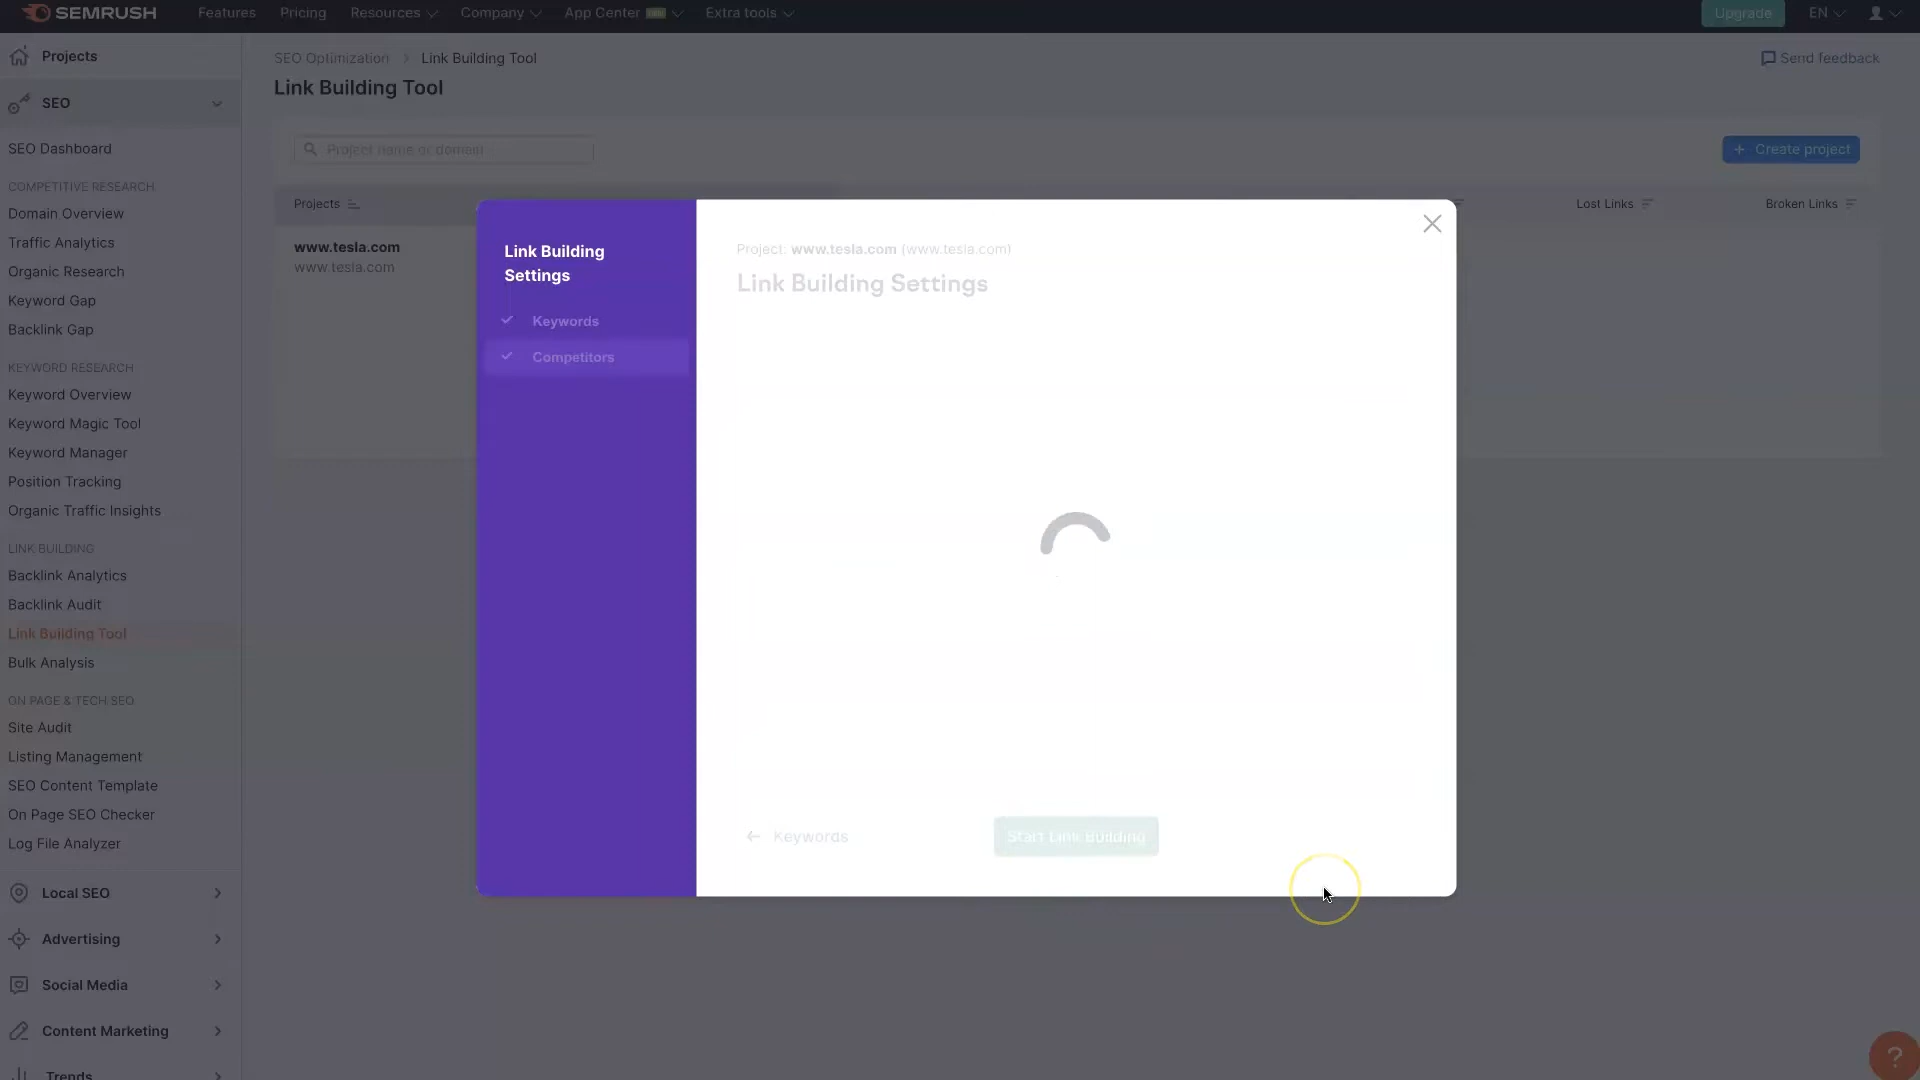 SEMRUSH
Features
Pricing
Resources
Company
App Center
Extra tools
Upgrade
EN
Projects
SEO
SEO Dashboard
COMPETITIVE RESEARCH
Domain Overview
Traffic Analytics
Organic Research
Keyword Gap
Backlink Gap
KEYWORD RESEARCH
Keyword Overview
Keyword Magic Tool
Keyword Manager
Position Tracking
Organic Traffic Insights
LINK BUILDING
Backlink Analytics
Backlink Audit
Link Building Tool
Bulk Analysis
ON PAGE & TECH SEO
Site Audit
Listing Management
SEO Content Template
On Page SEO Checker
Log File Analyzer
Local SEO
Advertising
Social Media
Content Marketing
Trends
SEO Optimization > Link Building Tool
Send feedback
Link Building Tool
Project name or domain
+ Create project
Projects
Lost Links
Broken Links
www.tesla.com
www.tesla.com
Link Building
Settings
Keywords
Competitors
Project: www.tesla.com (www.tesla.com)
Link Building Settings
← Keywords
Start Link Building
?